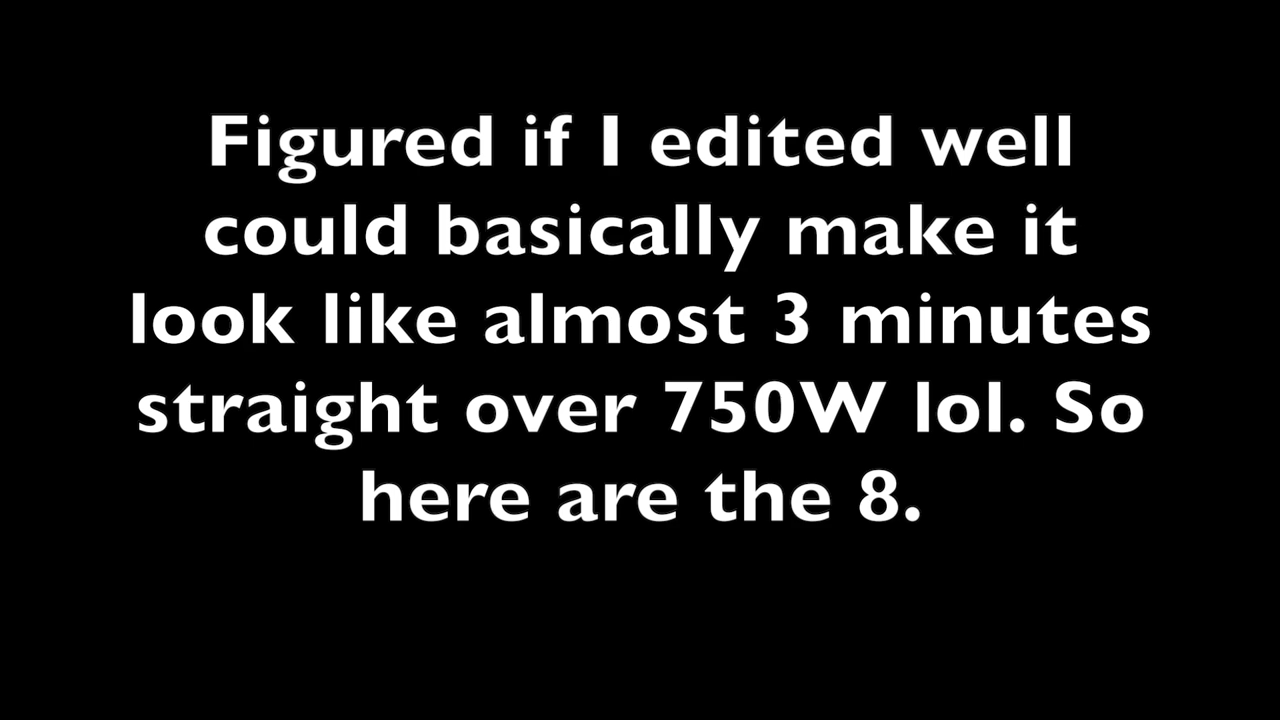 Figured if I edited well
could basically make it
look like almost 3 minutes
straight over 750W lol. So
here are the 8.